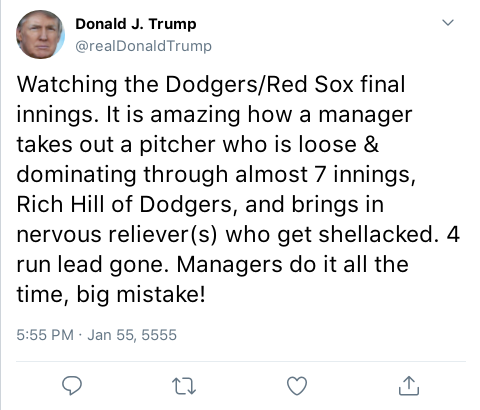 Donald J. Trump
@realDonaldTrump
Watching the Dodgers/Red Sox final
innings. It is amazing how a manager
takes out a pitcher who is loose &
dominating through almost 7 innings,
Rich Hill of Dodgers, and brings in
nervous reliever(s) who get shellacked. 4
run lead gone. Managers do it all the
time, big mistake!
5:55 PM · Jan 55, 5555